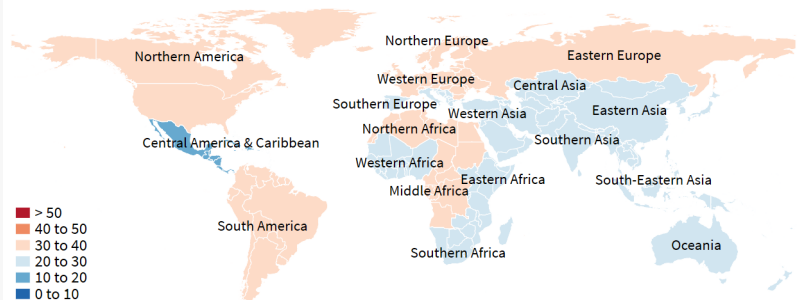 Northern Europe
Northern America
Eastern Europe
Western Europe
Central Asia
Southern Europe
Eastern Asia
Western Asia
Northern Africa
Central America & Caribbean
Southern Asia
Western Africa
Eastern Africa
South-Eastern Asia
Middle Africa
South America
Oceania
Southern Africa
> 50
40 to 50
30 to 40
20 to 30
10 to 20
0 to 10